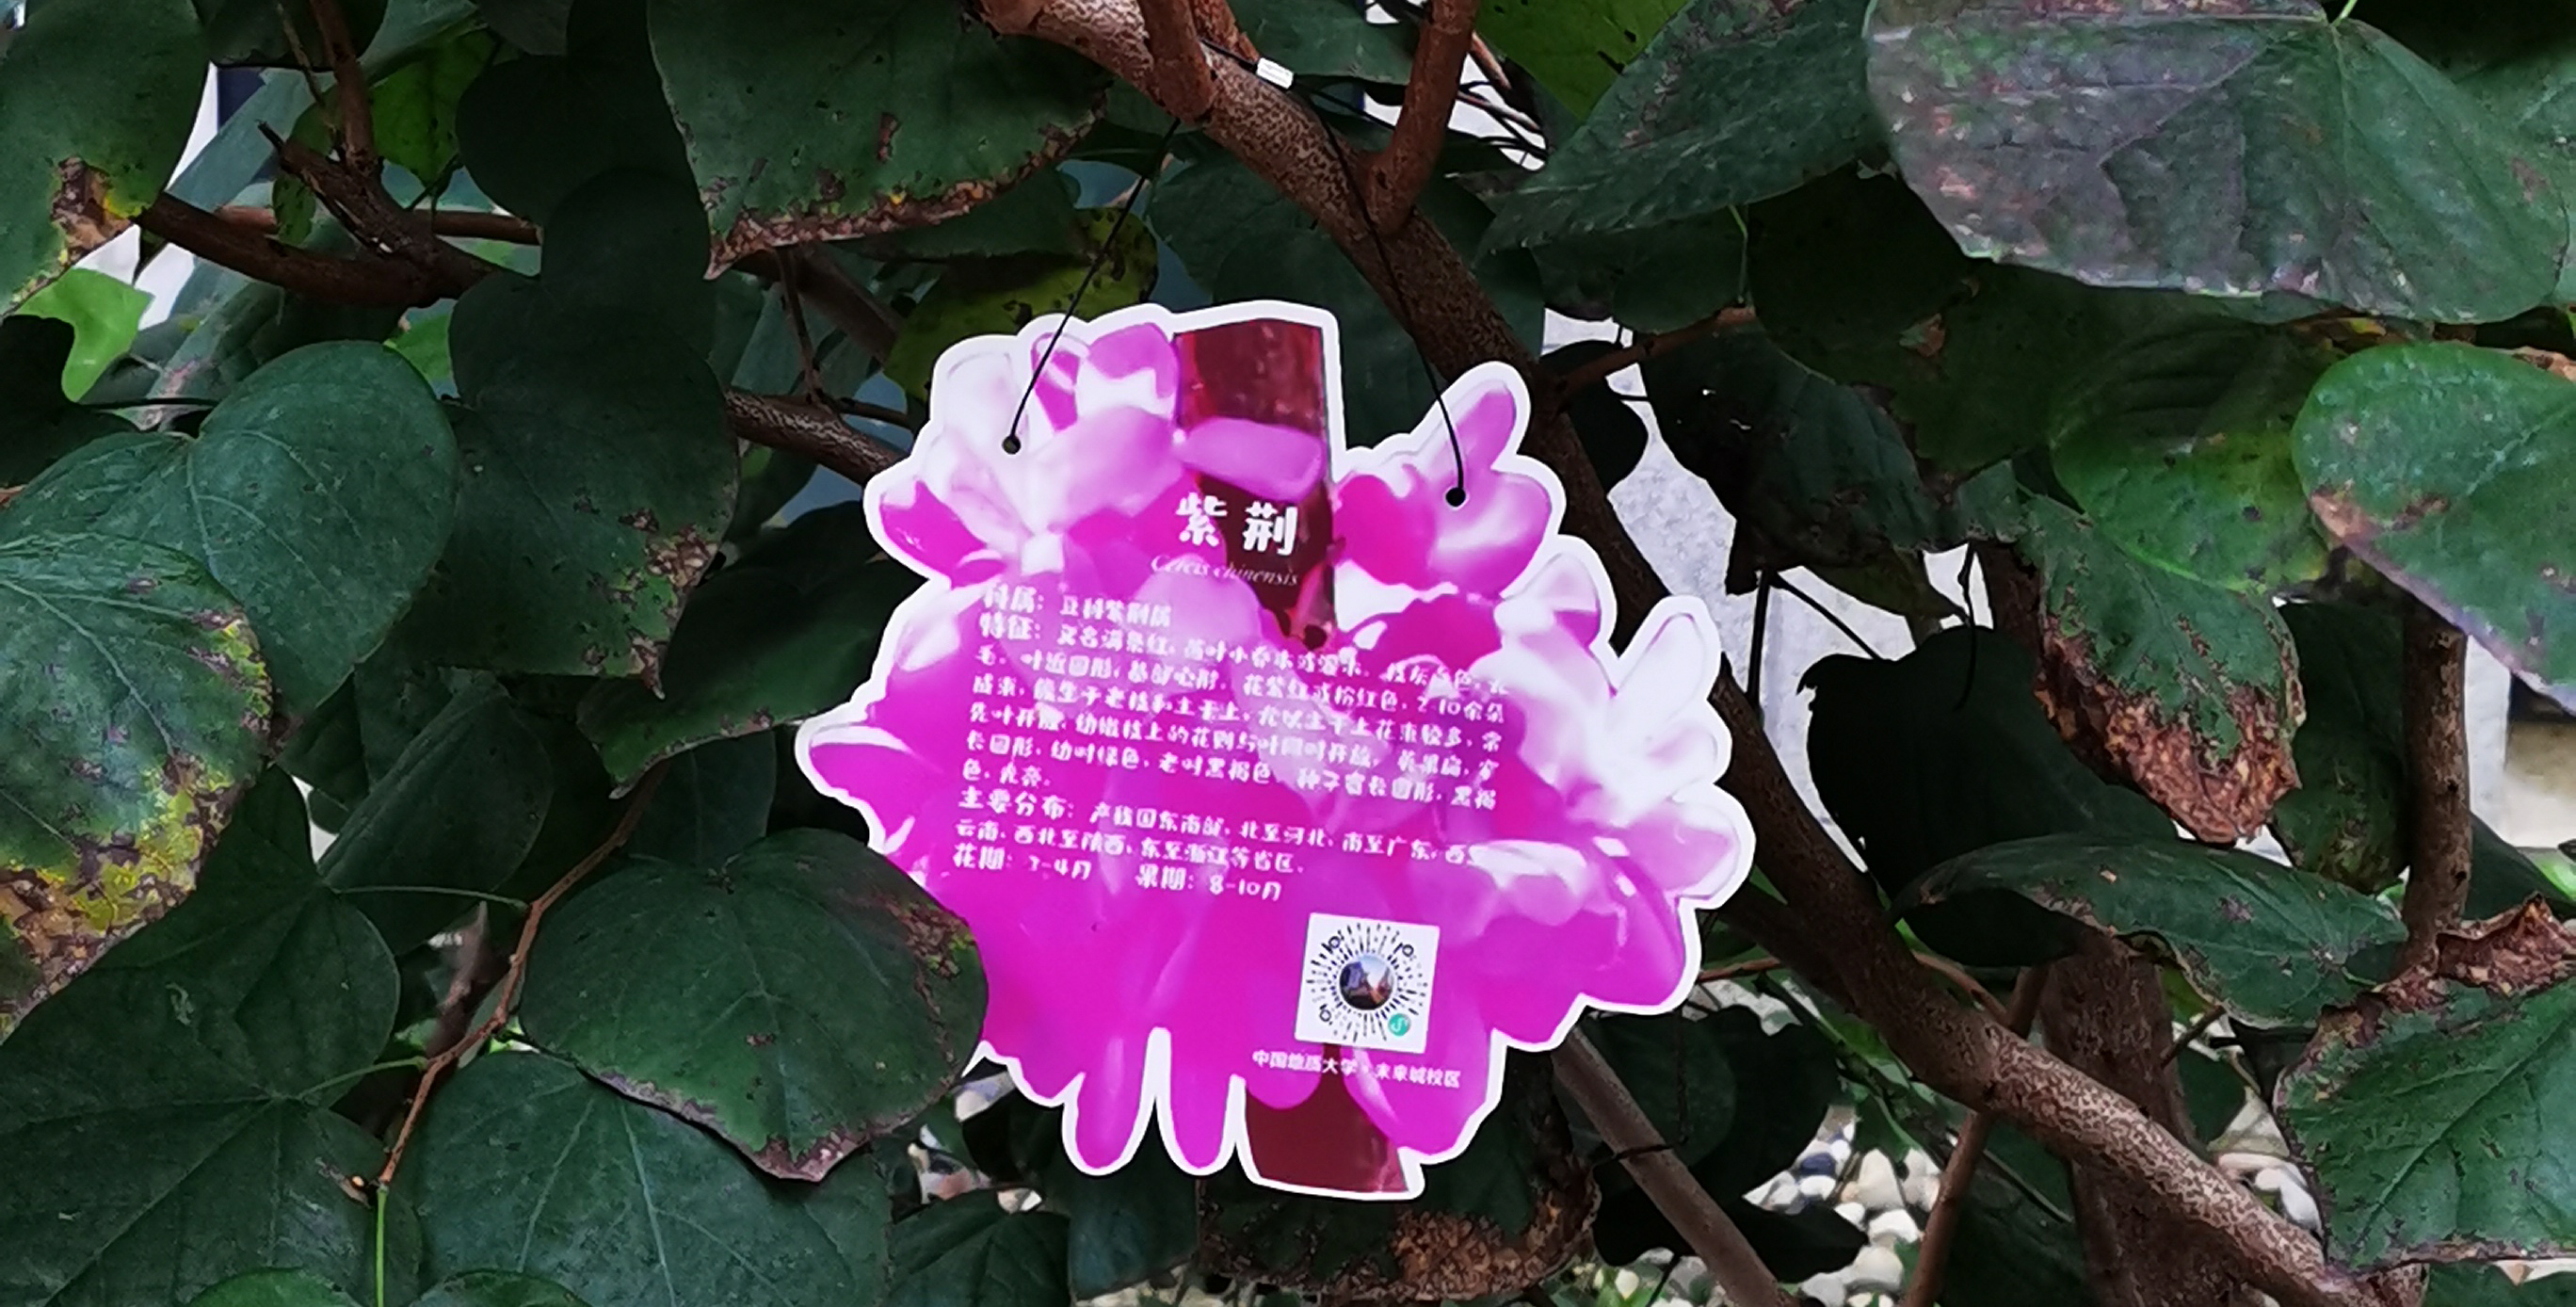 紫荆
Cercis chinensis
科属：豆科紫荆属
特征：又名满条红，落叶小乔木或灌木。枝灰白色，无
毛。叶近圆形，基部心形。花紫红或粉红色，2-10余朵
成束，簇生于老枝和主干上，尤以主干上花束较多，常
先叶开放，幼嫩枝上的花则与叶同时开放。荚果扁，窄
长圆形，幼时绿色，老时黑褐色。种子宽长圆形，黑褐
色，光亮。
主要分布：产我国东南部，北至河北，南至广东，西至
云南，西北至陕西，东至浙江等省区。
花期：3-4月 果期：8-10月
中国地质大学·未来城校区